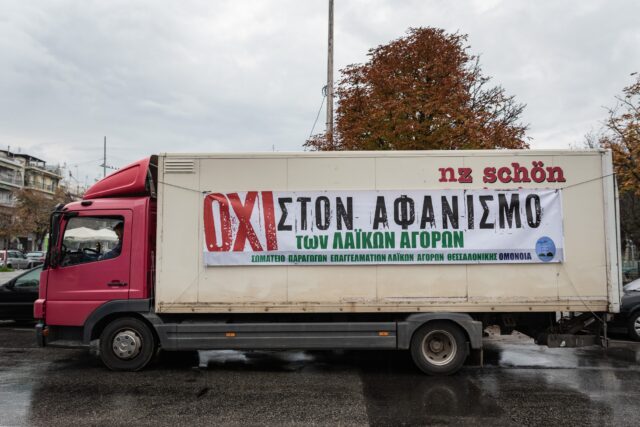 nz schön
ΟΧΙ ΣΤΟΝ ΑΦΑΝΙΣΜΟ
ΤωΝ ΛΑΪΚΩΝ ΑΓΟΡΩΝ
ΣΩΜΑΤΕΙΟ ΠΑΡΑΓΩΓΩΝ ΕΠΑΓΓΕΛΜΑΤΙΩΝ ΛΑΪΚΩΝ ΑΓΟΡΩΝ ΘΕΣΣΑΛΟΝΙΚΗΣ ΟΜΟΝΟΙΑ